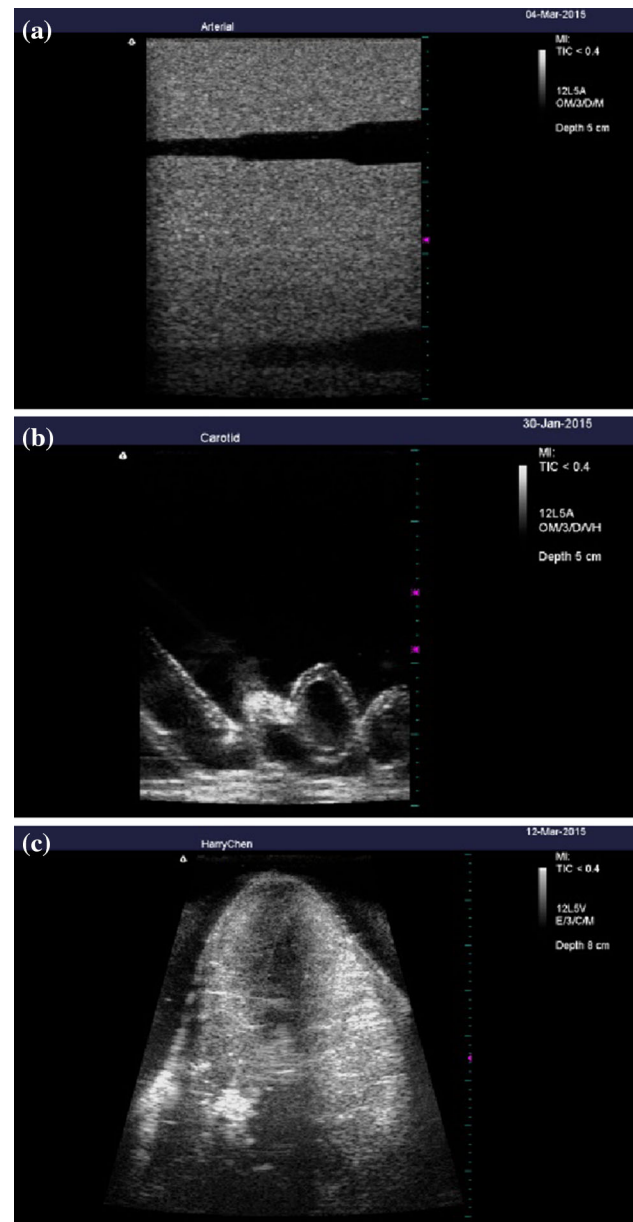 (a)
04-Mar-2015
Arterial
MI:
TIC < 0.4
12L5A
OM/3/D/M
Depth 5 cm
(b)
30-Jan-2015
Carotid
MI:
TIC < 0.4
12L5A
OM/3/D/VH
Depth 5 cm
(c)
12-Mar-2015
HarryChen
MI:
TIC < 0.4
12L5V
E/3/C/M
Depth 8 cm